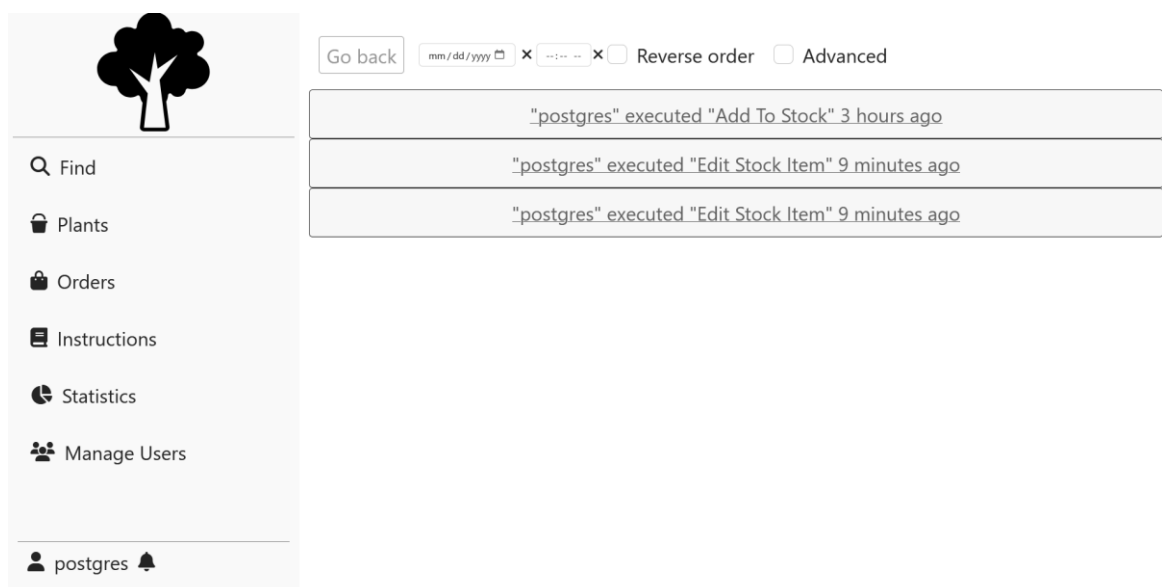 Go back mm/dd/yyyy × --:-- -- × Reverse order Advanced
"postgres" executed "Add To Stock" 3 hours ago
"postgres" executed "Edit Stock Item" 9 minutes ago
"postgres" executed "Edit Stock Item" 9 minutes ago
Find
Plants
Orders
Instructions
Statistics
Manage Users
postgres